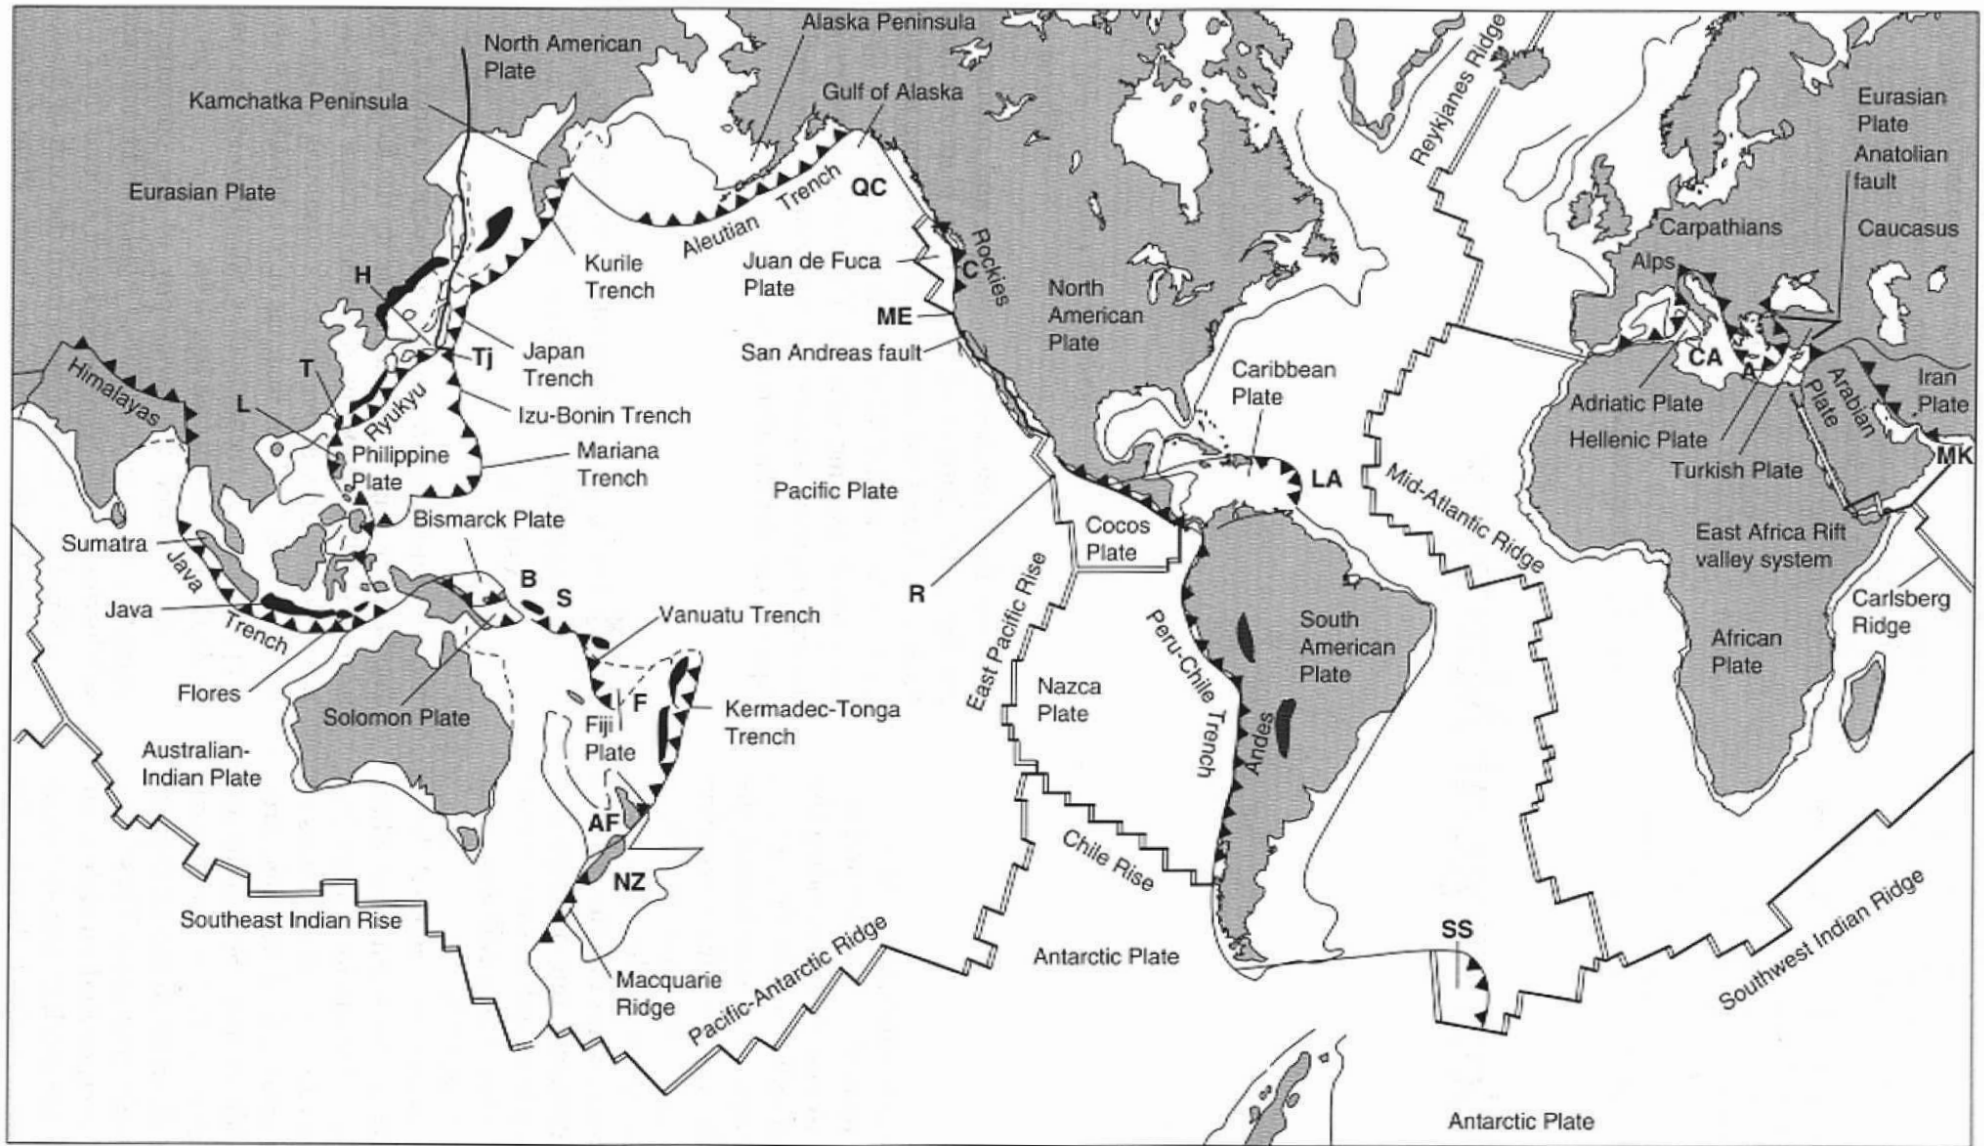 Alaska Peninsula
North American
Plate
Kamchatka Peninsula
Gulf of Alaska
Reykjanes Ridge
Eurasian
Plate
Anatolian
fault
Eurasian Plate
QC
Aleutian Trench
Carpathians
Caucasus
Rockies
Kurile
Trench
Juan de Fuca
Plate
C
Alps
H
North
American
Plate
ME
San Andreas fault
Japan
Trench
Tj
T
Himalayas
Caribbean
Plate
CA
A
Arabian
Plate
Iran
Plate
L
Ryukyu
Izu-Bonin Trench
Adriatic Plate
Hellenic Plate
Turkish Plate
MK
Philippine
Plate
Mariana
Trench
Pacific Plate
LA
Mid-Atlantic Ridge
Bismarck Plate
Cocos
Plate
East Africa Rift
valley system
Sumatra
Java
Trench
Java
B
S
R
East Pacific Rise
Vanuatu Trench
Peru-Chile Trench
South
American
Plate
African
Plate
Carlsberg
Ridge
Flores
Solomon Plate
F
Fiji
Plate
Kermadec-Tonga
Trench
Nazca
Plate
Andes
Australian-
Indian Plate
AF
Chile Rise
NZ
Southeast Indian Rise
Macquarie
Ridge
Pacific-Antarctic Ridge
Antarctic Plate
SS
Southwest Indian Ridge
Antarctic Plate